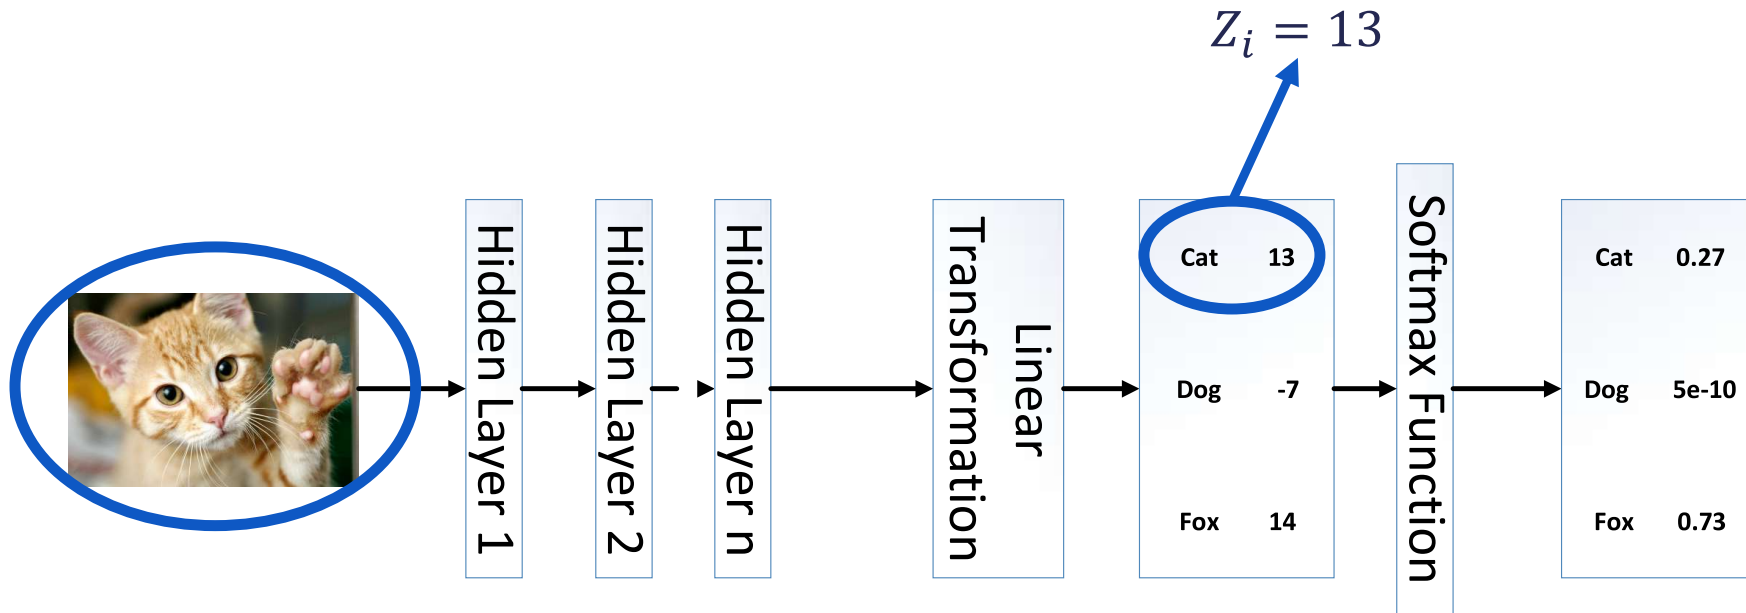 Z_i = 13
Hidden Layer 1
Hidden Layer 2
Hidden Layer n
Linear
Transformation
Cat 13
Dog -7
Fox 14
Softmax Function
Cat 0.27
Dog 5e-10
Fox 0.73